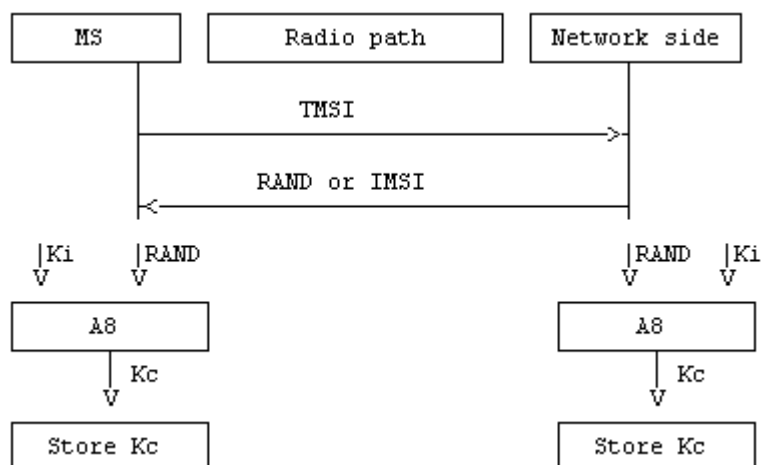 MS Radio path Network side
TMSI
RAND or IMSI
Ki RAND RAND Ki
A8 A8
Kc Kc
Store Kc Store Kc